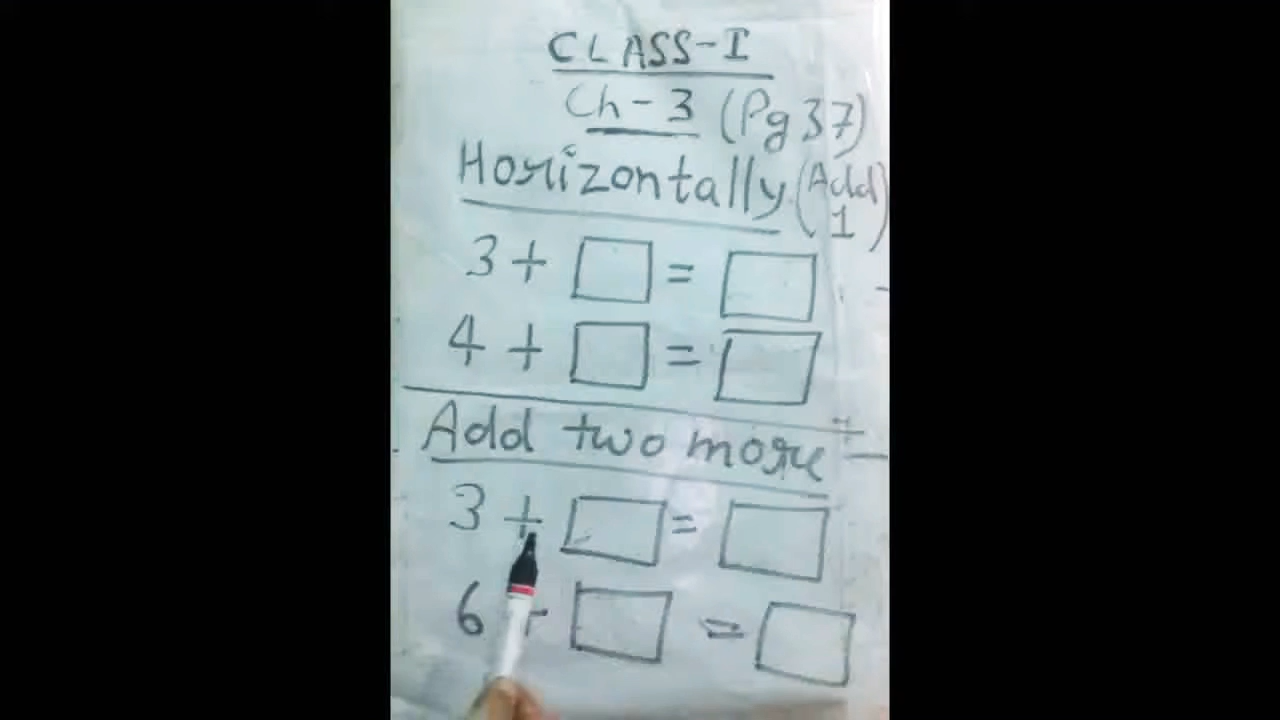 CLASS-I
Ch-3 (Pg 37)
Horizontally (Add 1)
3 + =
4 + =
Add two more
3 + =
6 + =